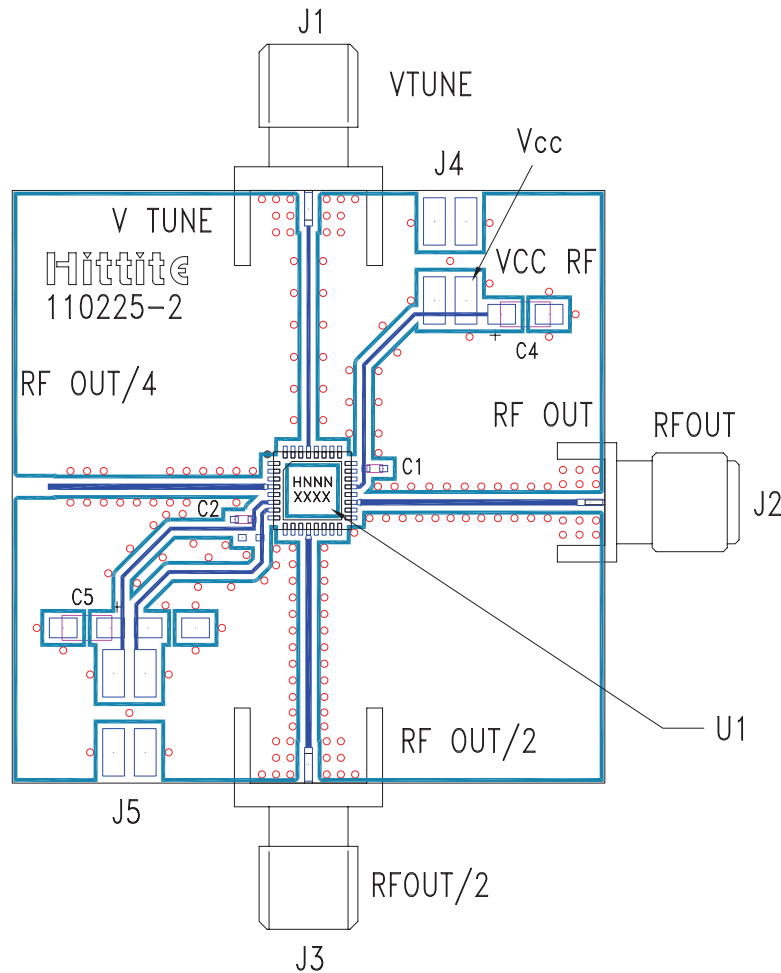 J1
VTUNE
Vcc
J4
V TUNE
Hittite
VCC RF
110225-2
C4
RF OUT/4
RF OUT
RFOUT
C1
HNNN
XXXX
J2
C2
C5
RF OUT/2
U1
J5
RFOUT/2
J3